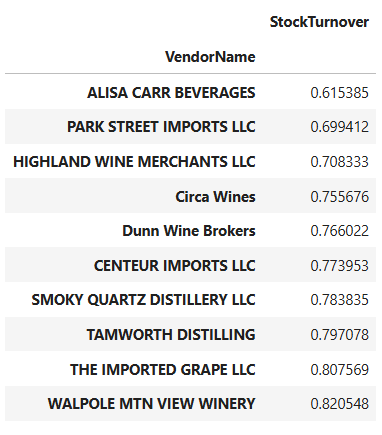 StockTurnover
VendorName
ALISA CARR BEVERAGES 0.615385
PARK STREET IMPORTS LLC 0.699412
HIGHLAND WINE MERCHANTS LLC 0.708333
Circa Wines 0.755676
Dunn Wine Brokers 0.766022
CENTEUR IMPORTS LLC 0.773953
SMOKY QUARTZ DISTILLERY LLC 0.783835
TAMWORTH DISTILLING 0.797078
THE IMPORTED GRAPE LLC 0.807569
WALPOLE MTN VIEW WINERY 0.820548